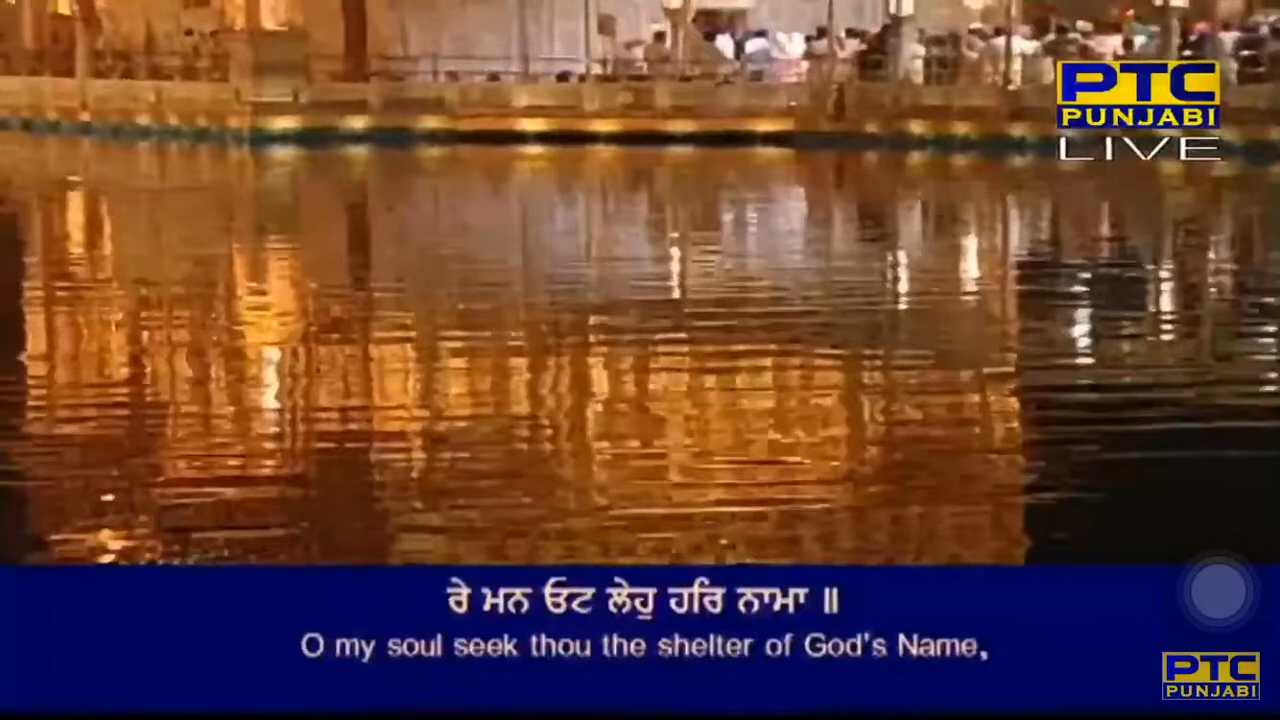 PTC
PUNJABI
LIVE
ਰੇ ਮਨ ਓਟ ਲੇਹੁ ਹਰਿ ਨਾਮਾ ॥
O my soul seek thou the shelter of God's Name,
PTC
PUNJABI